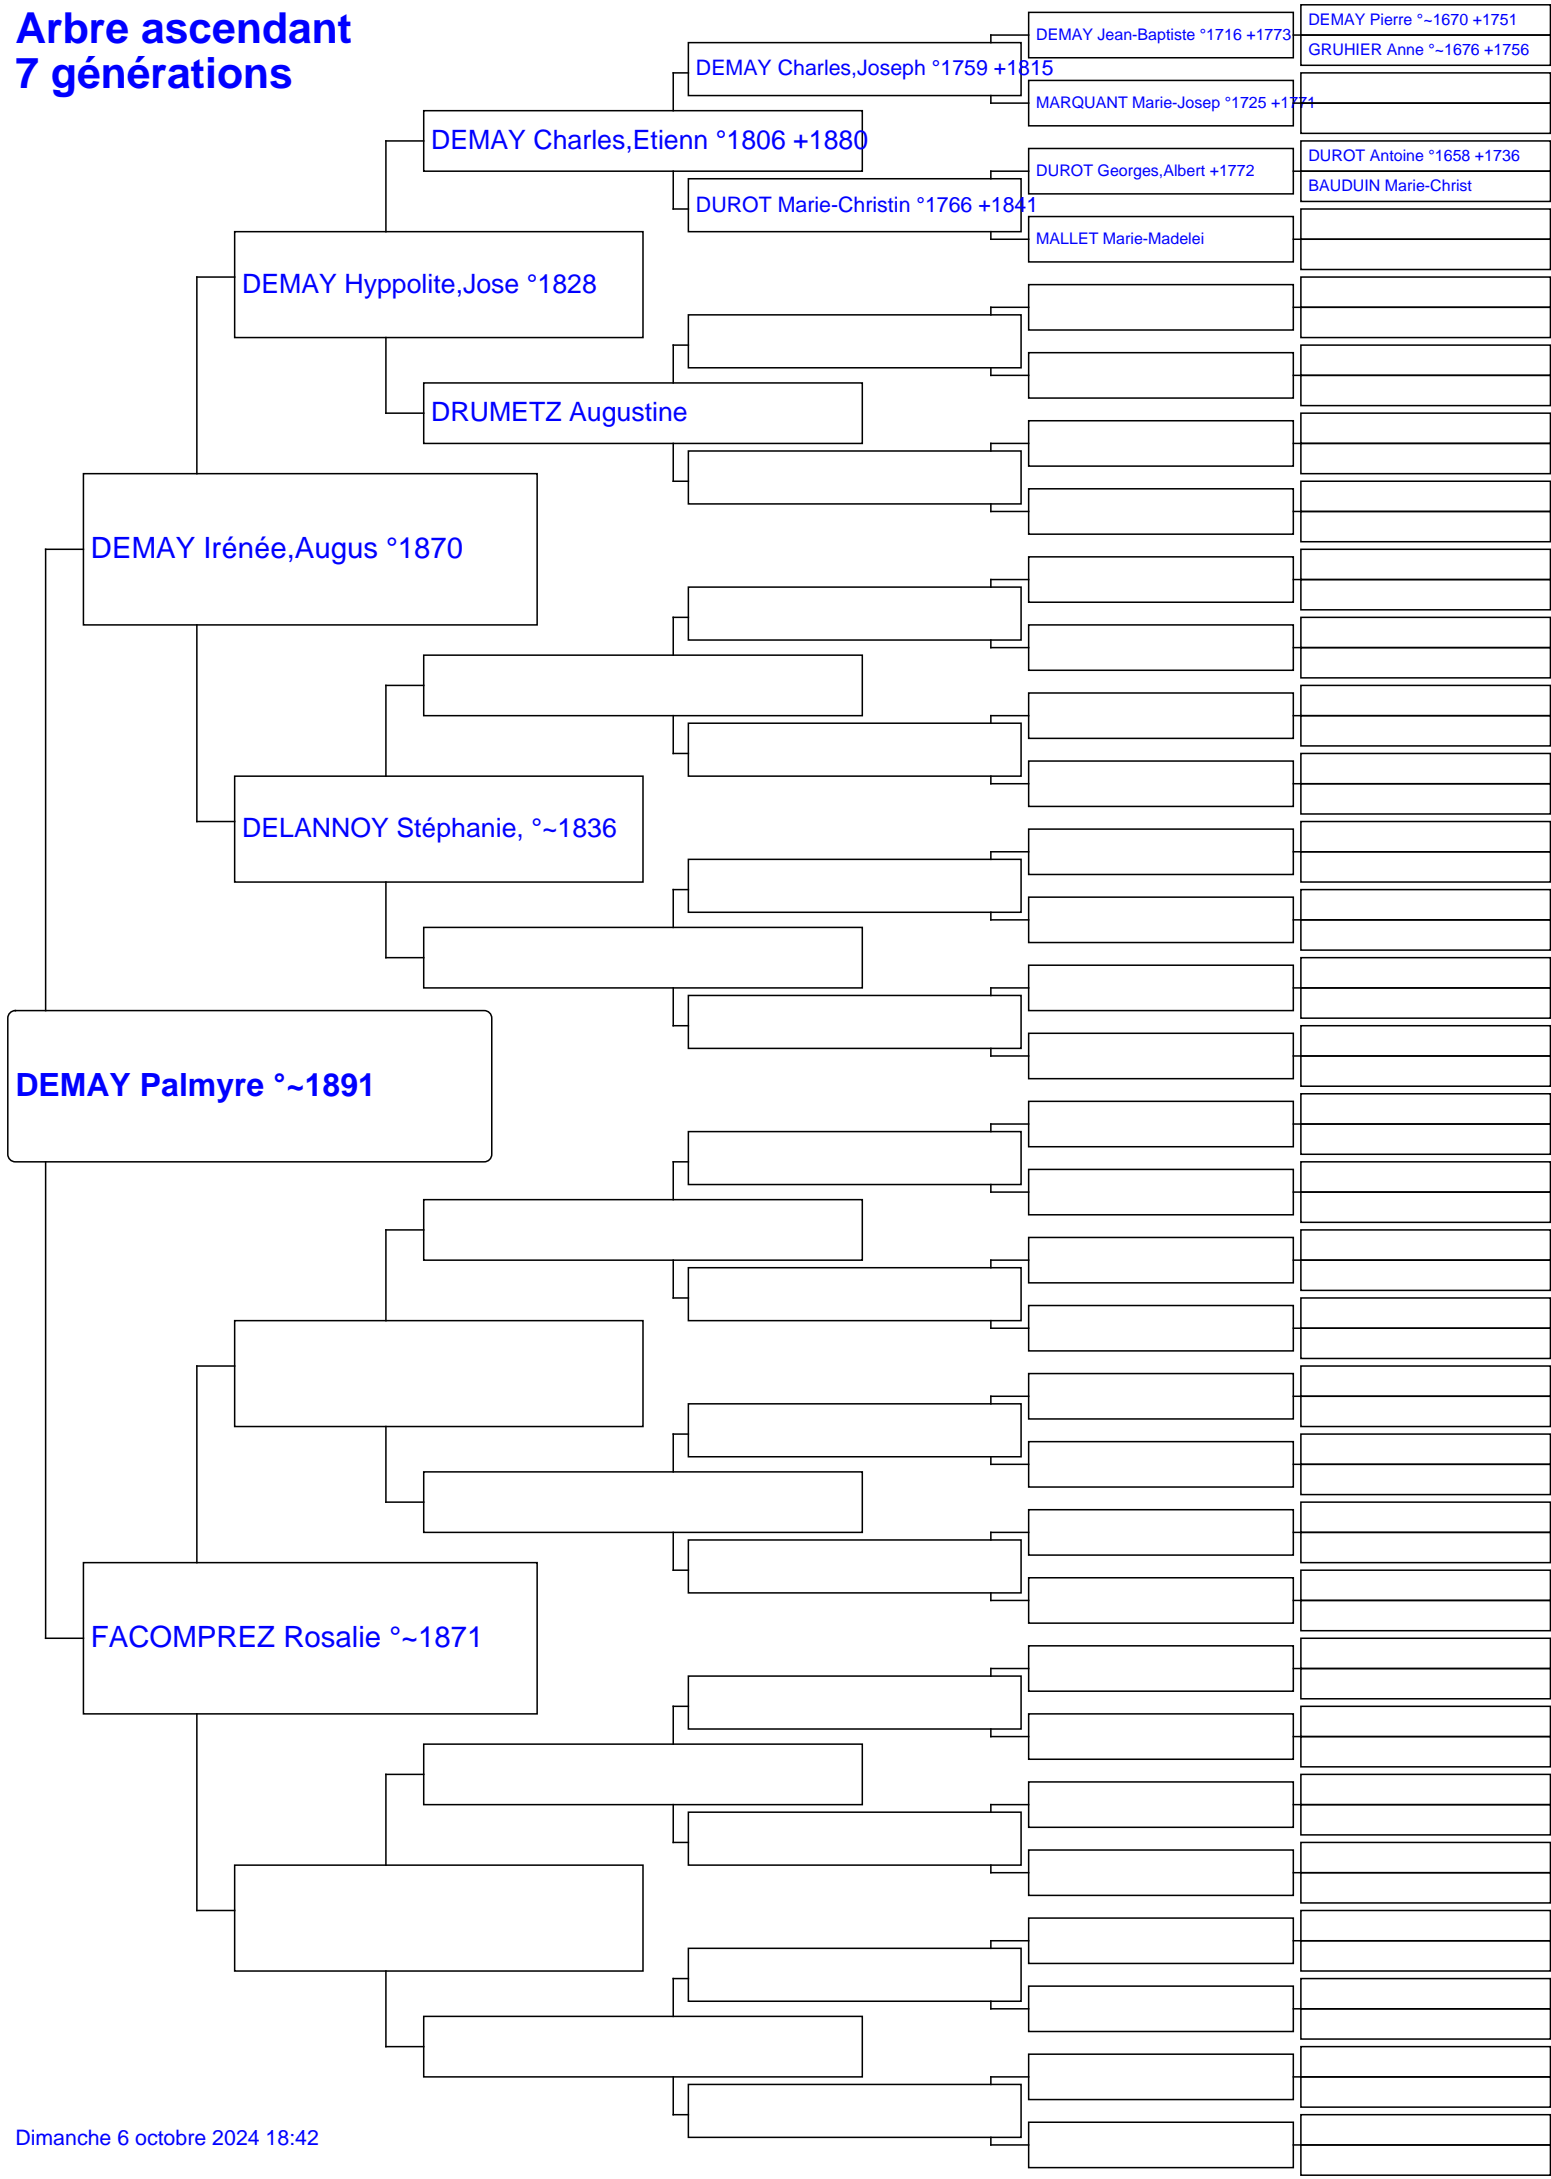 Arbre ascendant
7 générations
DEMAY Pierre °~1670 +1751
DEMAY Jean-Baptiste °1716 +1773
GRUHIER Anne °~1676 +1756
DEMAY Charles,Joseph °1759 +1815
MARQUANT Marie-Josep °1725 +1771
DEMAY Charles,Etienn °1806 +1880
DUROT Antoine °1658 +1736
DUROT Georges,Albert +1772
BAUDUIN Marie-Christ
DUROT Marie-Christin °1766 +1841
MALLET Marie-Madelei
DEMAY Hyppolite,Jose °1828
DRUMETZ Augustine
DEMAY Irénée,Augus °1870
DELANNOY Stéphanie, °~1836
DEMAY Palmyre °~1891
FACOMPREZ Rosalie °~1871
Dimanche 6 octobre 2024 18:42